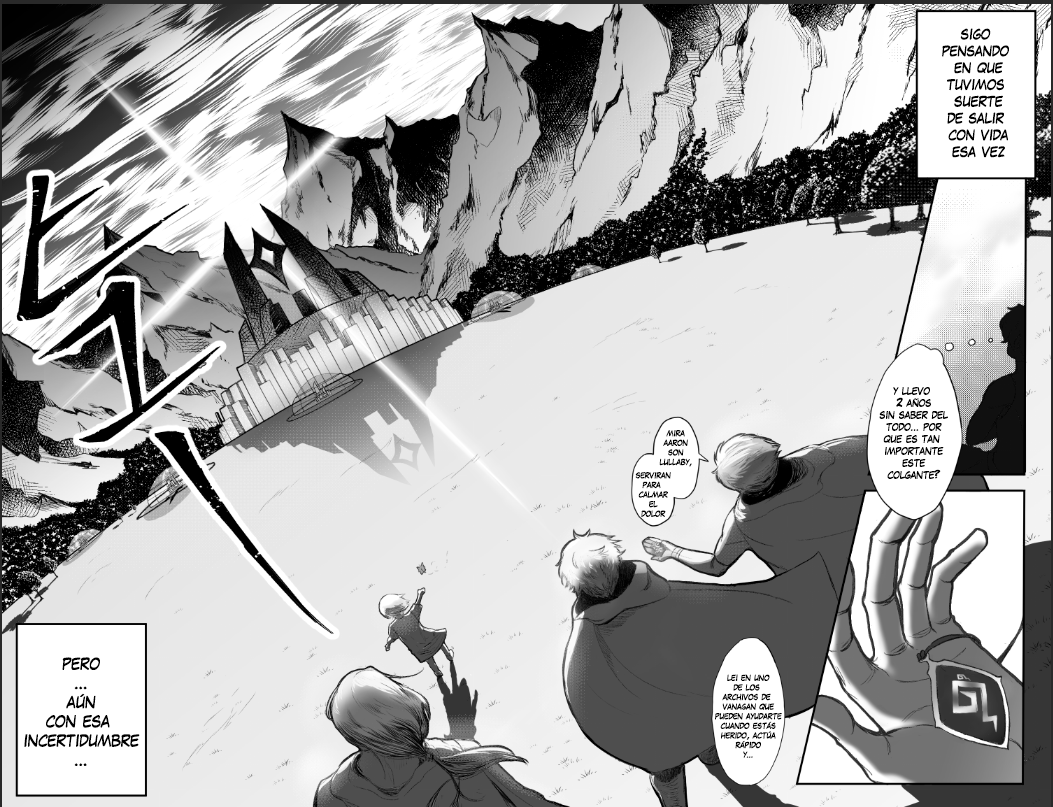 SIGO
PENSANDO
EN QUE
TUVIMOS
SUERTE
DE SALIR
CON VIDA
ESA VEZ
Y LLEVO
2 AÑOS
SIN SABER DEL
TODO... POR
QUE ES TAN
IMPORTANTE
ESTE
COLGANTE?
MIRA
AARON
SON
LULLABY,
SERVIRAN
PARA
CALMAR
EL
DOLOR
LEI EN UNO
DE LOS
ARCHIVOS DE
VANAGAN QUE
PUEDEN AYUDARTE
CUANDO ESTÁS
HERIDO, ACTÚA
RÁPIDO
Y...
ヒュー
PERO
...
AÚN
CON ESA
INCERTIDUMBRE
...